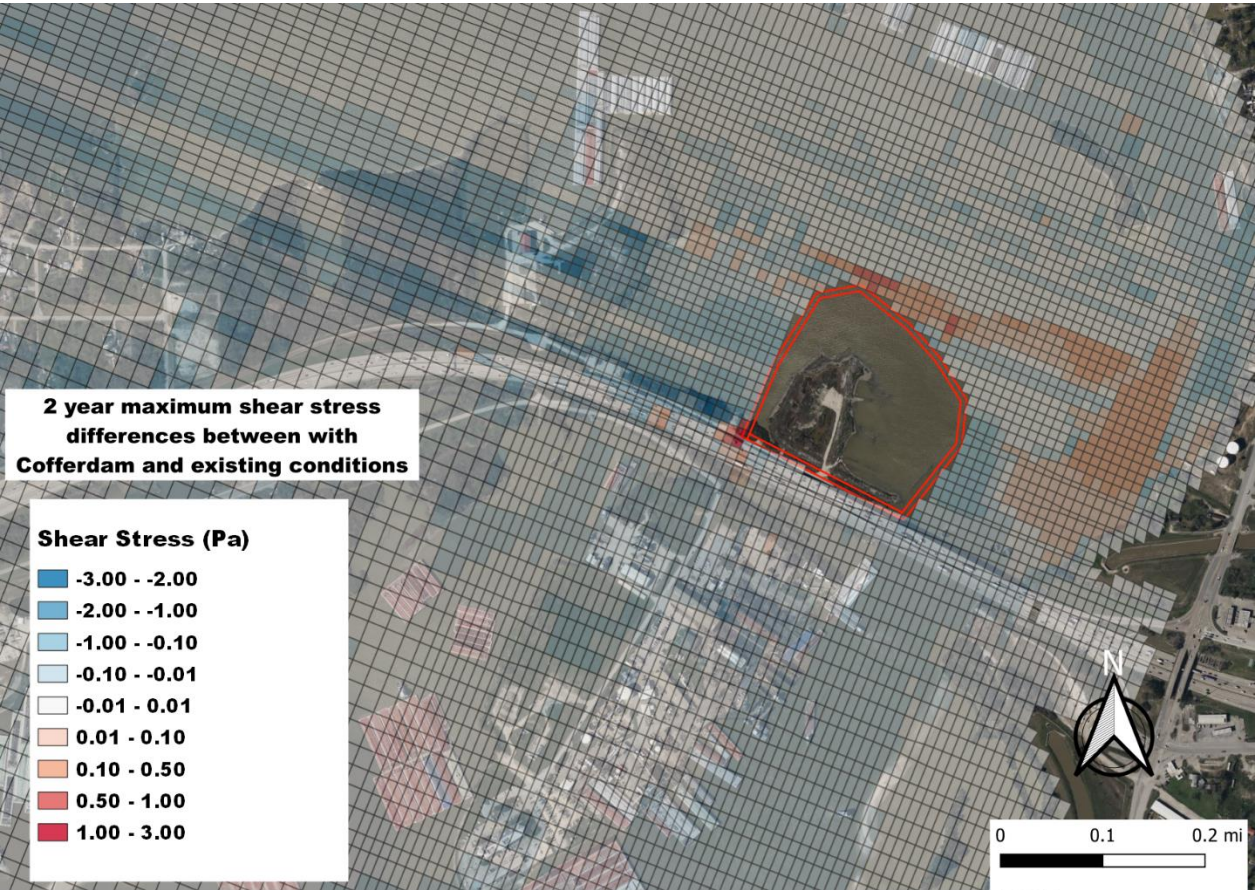 2 year maximum shear stress
differences between with
Cofferdam and existing conditions
Shear Stress (Pa)
-3.00 - -2.00
-2.00 - -1.00
-1.00 - -0.10
-0.10 - -0.01
-0.01 - 0.01
0.01 - 0.10
0.10 - 0.50
0.50 - 1.00
1.00 - 3.00
N
0 0.1 0.2 mi